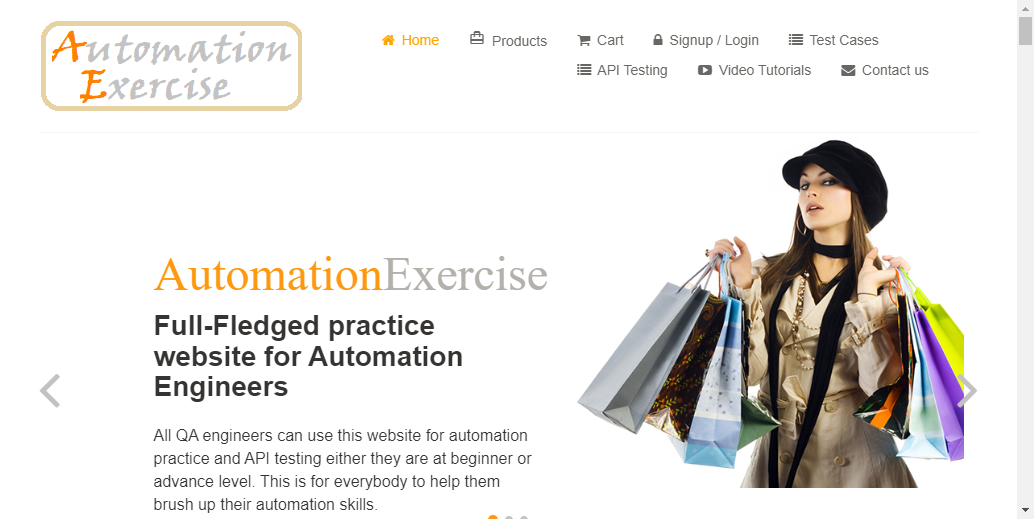 Automation
Exercise
Home
Products
Cart
Signup / Login
Test Cases
API Testing
Video Tutorials
Contact us
AutomationExercise
Full-Fledged practice
website for Automation
Engineers
All QA engineers can use this website for automation
practice and API testing either they are at beginner or
advance level. This is for everybody to help them
brush up their automation skills.